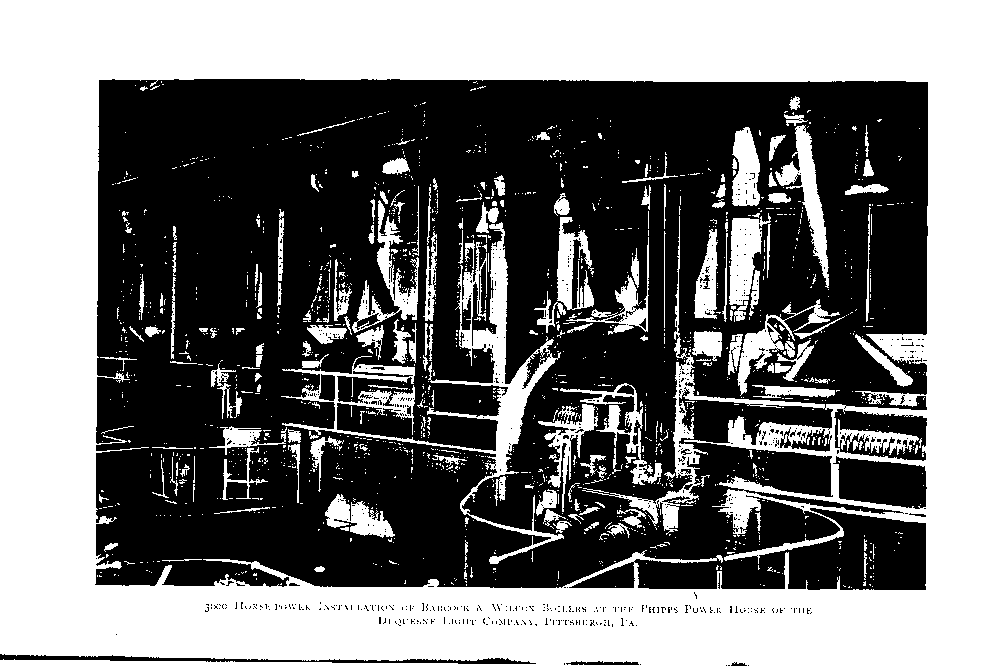 3000 Horse-power Installation of Babcock & Wilcox Boilers at the Phipps Power House of the
Duquesne Light Company, Pittsburgh, Pa.